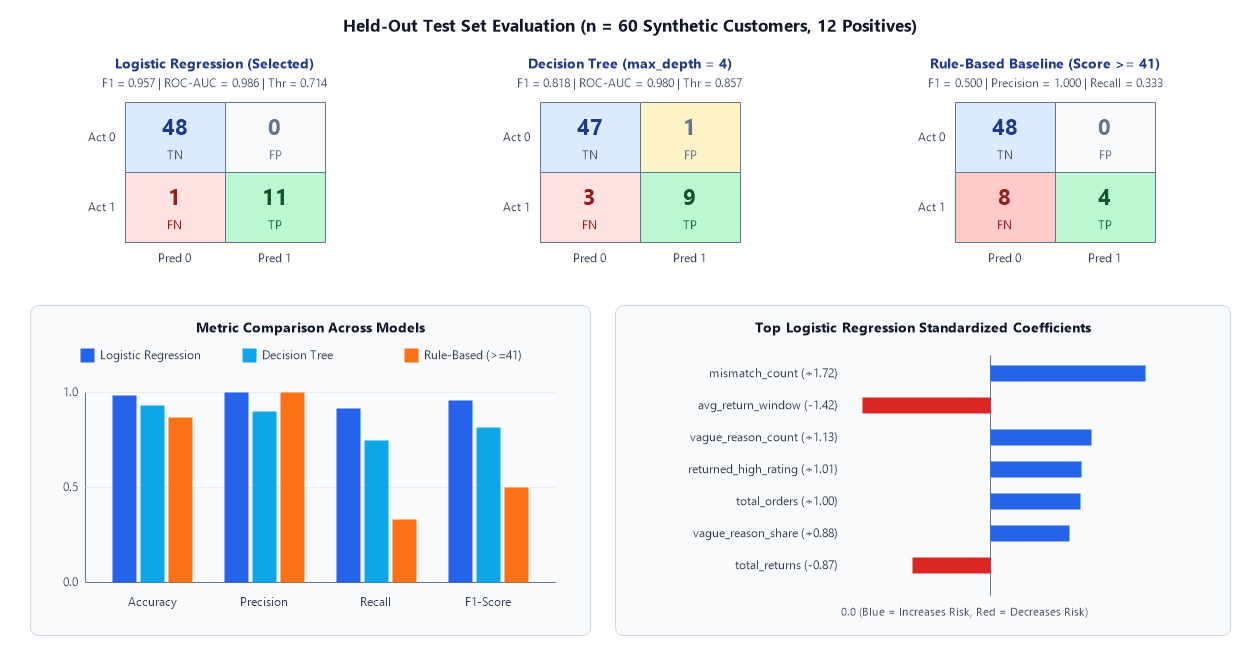 Held-Out Test Set Evaluation (n = 60 Synthetic Customers, 12 Positives)
Logistic Regression (Selected)
F1 = 0.957 | ROC-AUC = 0.986 | Thr = 0.714
Act 0
48
TN
0
FP
Act 1
1
FN
11
TP
Pred 0
Pred 1
Decision Tree (max_depth = 4)
F1 = 0.818 | ROC-AUC = 0.980 | Thr = 0.857
Act 0
47
TN
1
FP
Act 1
3
FN
9
TP
Pred 0
Pred 1
Rule-Based Baseline (Score >= 41)
F1 = 0.500 | Precision = 1.000 | Recall = 0.333
Act 0
48
TN
0
FP
Act 1
8
FN
4
TP
Pred 0
Pred 1
Metric Comparison Across Models
Logistic Regression
Decision Tree
Rule-Based (>=41)
1.0
0.5
0.0
Accuracy
Precision
Recall
F1-Score
Top Logistic Regression Standardized Coefficients
mismatch_count (+1.72)
avg_return_window (-1.42)
vague_reason_count (+1.13)
returned_high_rating (+1.01)
total_orders (+1.00)
vague_reason_share (+0.88)
total_returns (-0.87)
0.0 (Blue = Increases Risk, Red = Decreases Risk)